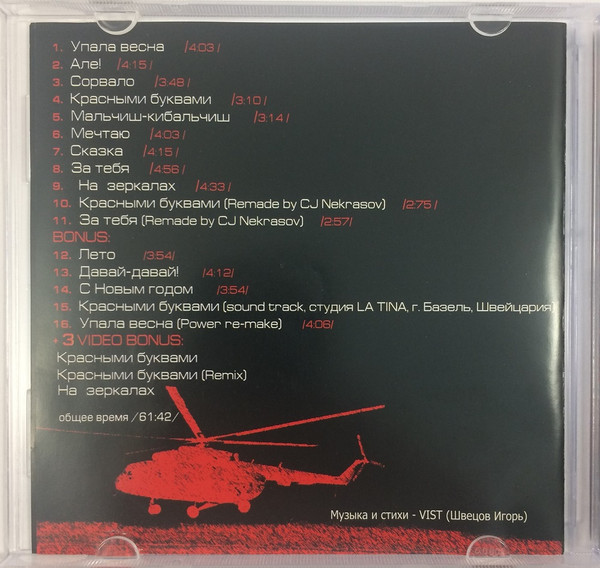 1. Упала весна /4:03/
2. Але! /4:15/
3. Сорвало /3:48/
4. Красными буквами /3:10/
5. Мальчиш-кибальчиш /3:14/
6. Мечтаю /4:03/
7. Сказка /4:15/
8. За тебя /4:56/
9. На зеркалах /4:33/
10. Красными буквами (Remade by CJ Nekrasov) /2:75/
11. За тебя (Remade by CJ Nekrasov) /2:57/
BONUS:
12. Лето /3:54/
13. Давай-давай! /4:12/
14. С Новым годом /3:54/
15. Красными буквами (sound track, студия LA TINA, г. Базель, Швейцария)
16. Упала весна (Power re-make) /4:06/
+ 3 VIDEO BONUS:
Красными буквами
Красными буквами (Remix)
На зеркалах
общее время /61:42/
Музыка и стихи - VIST (Швецов Игорь)